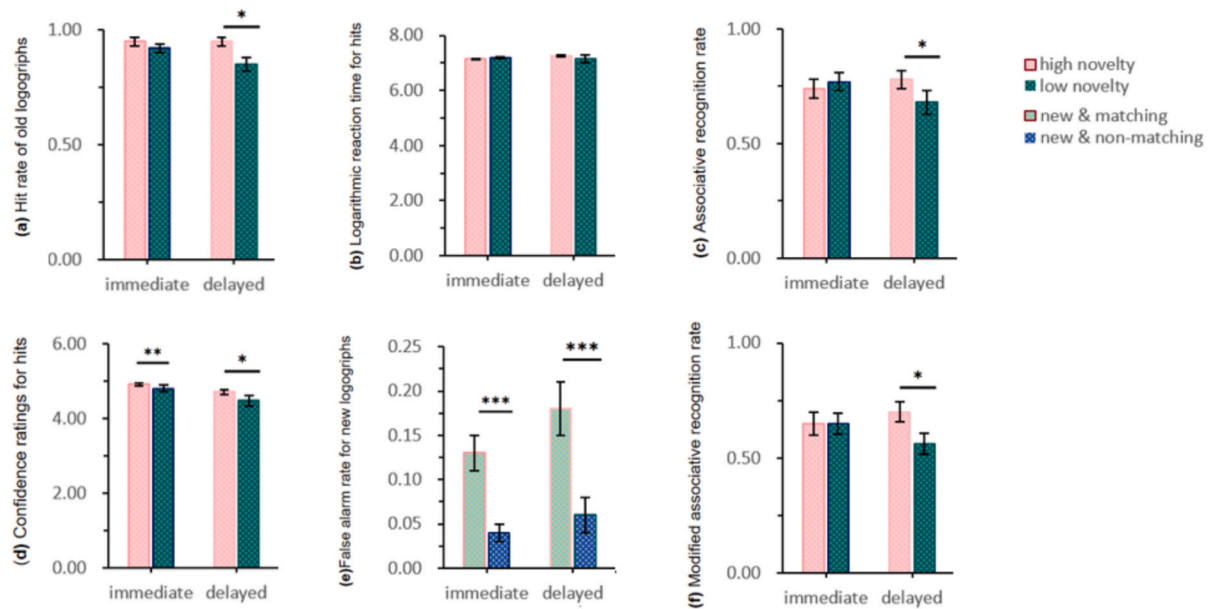 (a) Hit rate of old logogriphs
1.00
0.50
0.00
*
immediate
delayed
(b) Logarithmic reaction time for hits
8.00
6.00
4.00
2.00
0.00
immediate
delayed
(c) Associative recognition rate
1.00
0.50
0.00
*
immediate
delayed
high novelty
low novelty
new & matching
new & non-matching
(d) Confidence ratings for hits
6.00
4.00
2.00
0.00
**
*
immediate
delayed
(e)False alarm rate for new logogriphs
0.25
0.20
0.15
0.10
0.05
0.00
***
***
immediate
delayed
(f) Modified associative recognition rate
1.00
0.50
0.00
*
immediate
delayed